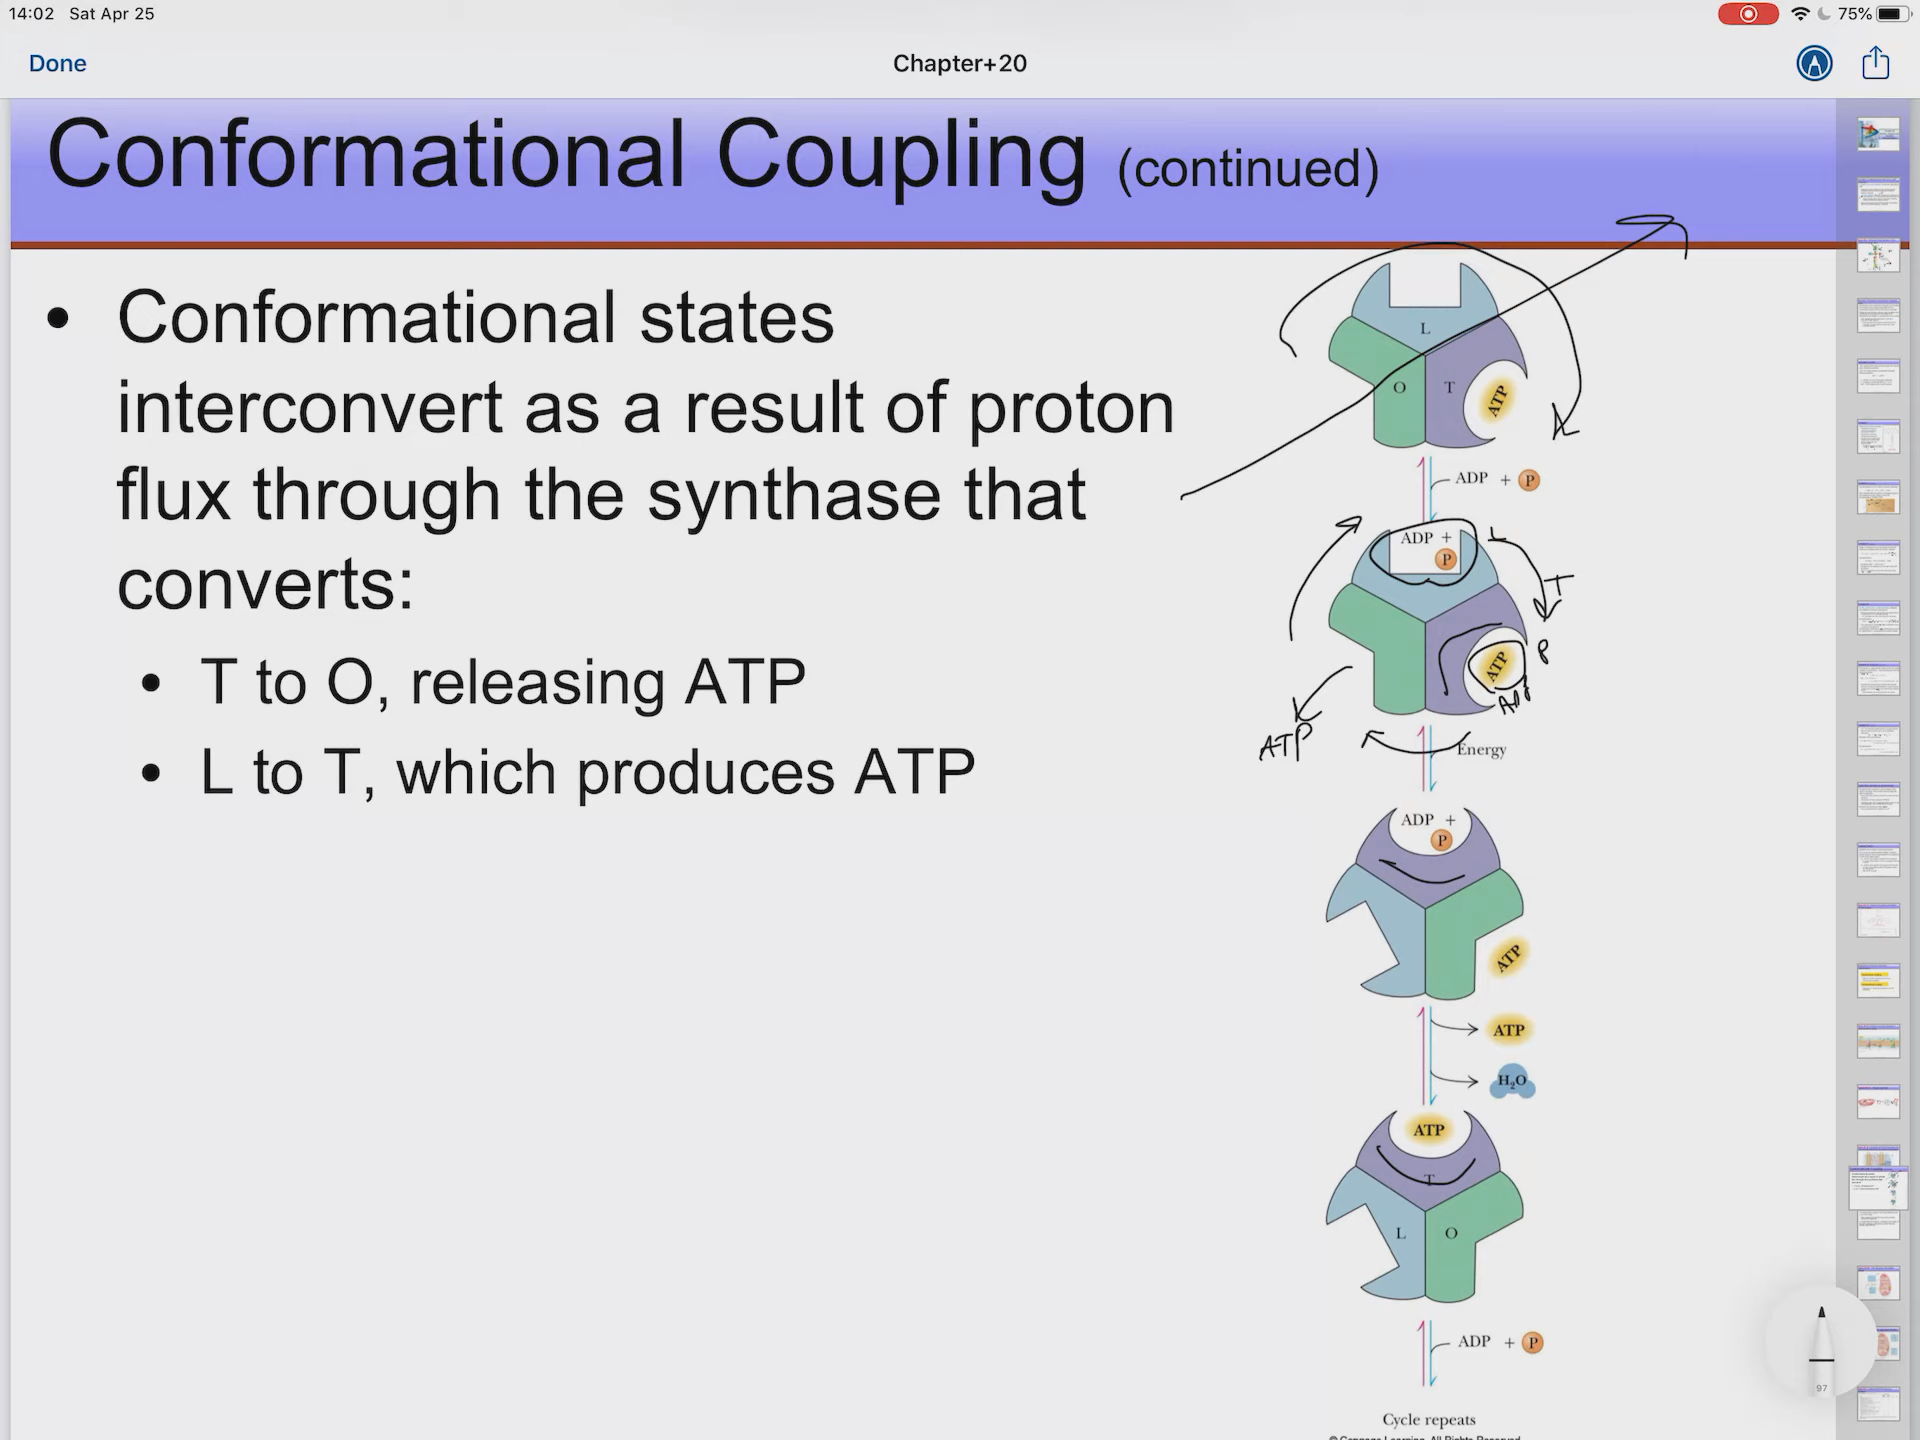 14:02 Sat Apr 25
75%
Done
Chapter+20
Conformational Coupling (continued)
• Conformational states
interconvert as a result of proton
flux through the synthase that
converts:
• T to O, releasing ATP
• L to T, which produces ATP
L
O T ATP
ADP + P
ADP +
P
L
T
ATP
P
ADP
ATP
Energy
ADP +
P
ATP
ATP
H₂O
ATP
T
L O
ADP + P
Cycle repeats
97